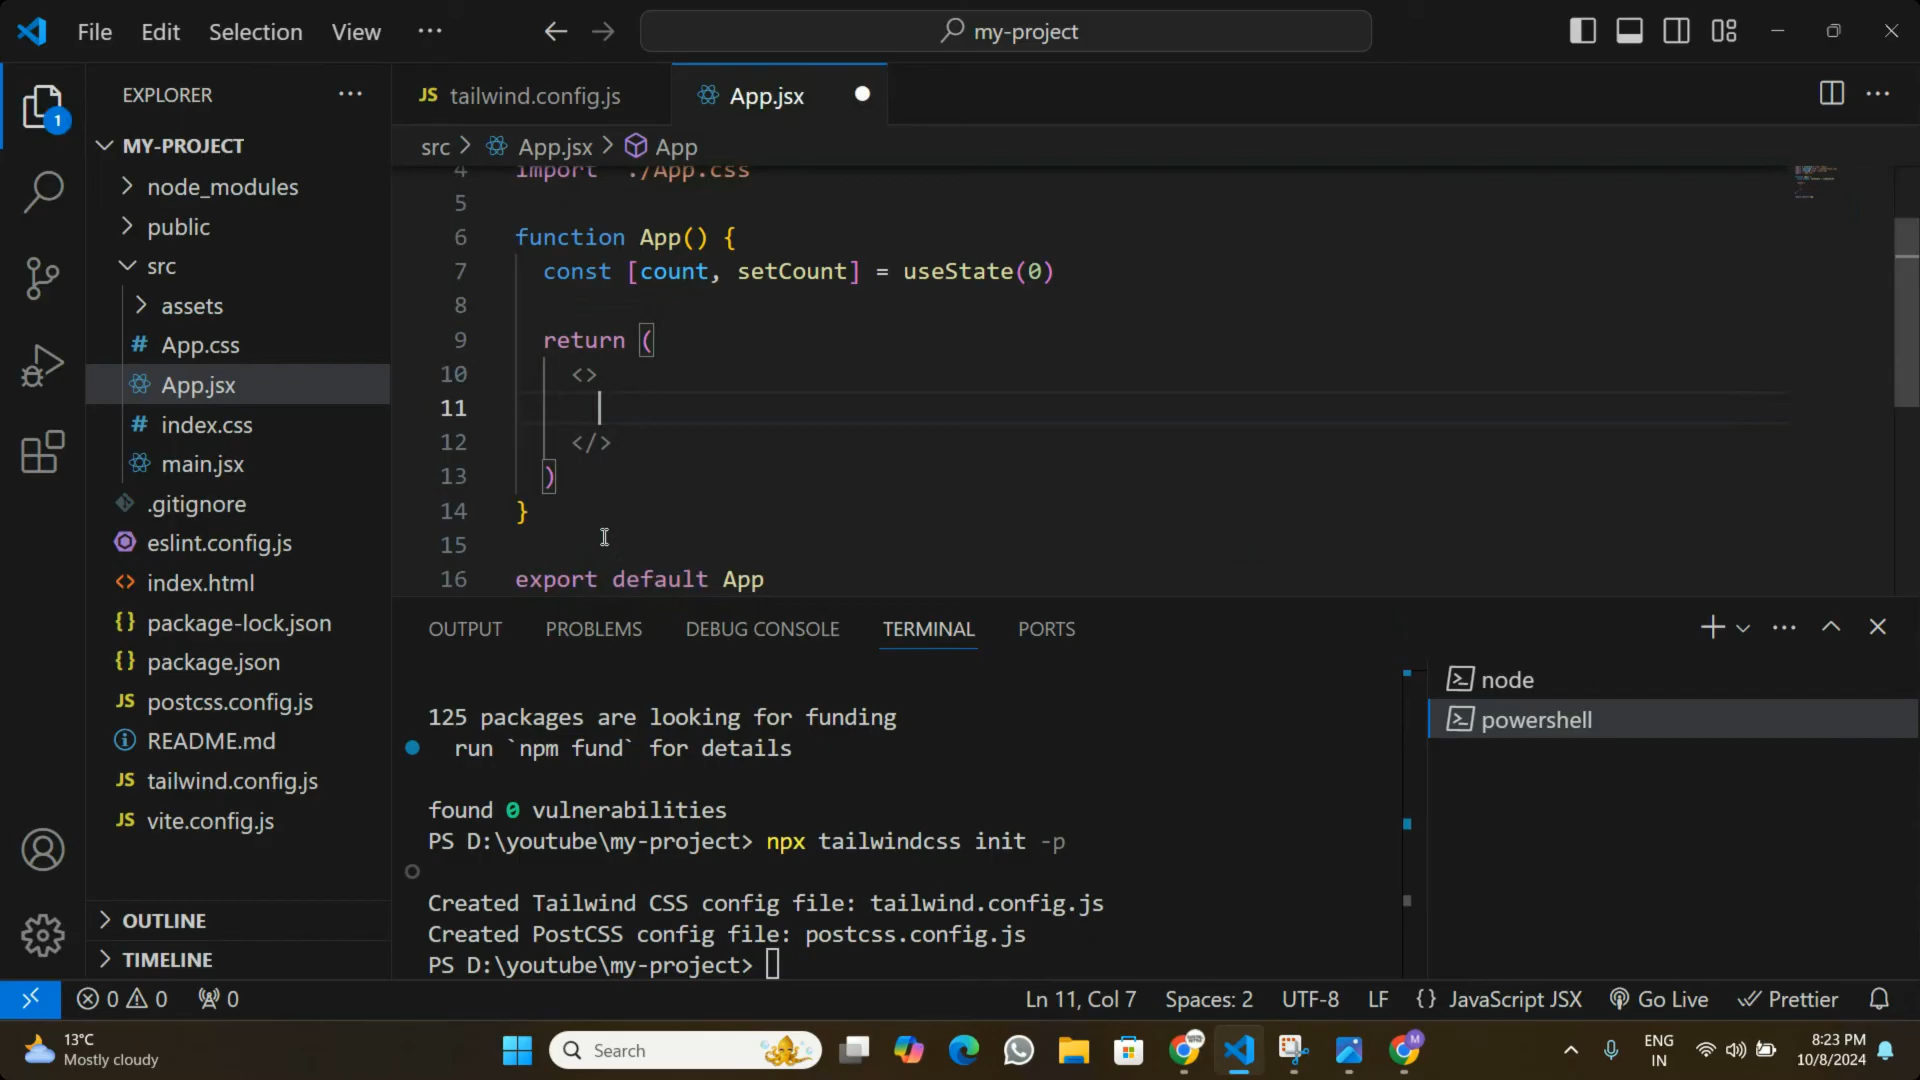 File Edit Selection View ··· my-project
EXPLORER ···
1
MY-PROJECT
node_modules
public
src
assets
# App.css
App.jsx
# index.css
main.jsx
.gitignore
eslint.config.js
<> index.html
{} package-lock.json
{} package.json
JS postcss.config.js
README.md
JS tailwind.config.js
JS vite.config.js
OUTLINE
TIMELINE
JS tailwind.config.js App.jsx
src > App.jsx > App
4 import './App.css
5
6 function App() {
7 const [count, setCount] = useState(0)
8
9 return (
10 <>
11
12 </>
13 )
14 }
15
16 export default App
OUTPUT PROBLEMS DEBUG CONSOLE TERMINAL PORTS
125 packages are looking for funding
run `npm fund` for details
found 0 vulnerabilities
PS D:\youtube\my-project> npx tailwindcss init -p
Created Tailwind CSS config file: tailwind.config.js
Created PostCSS config file: postcss.config.js
PS D:\youtube\my-project>
node
powershell
0 0 0 Ln 11, Col 7 Spaces: 2 UTF-8 LF {} JavaScript JSX Go Live Prettier
13°C
Mostly cloudy
Search
ENG
IN
8:23 PM
10/8/2024